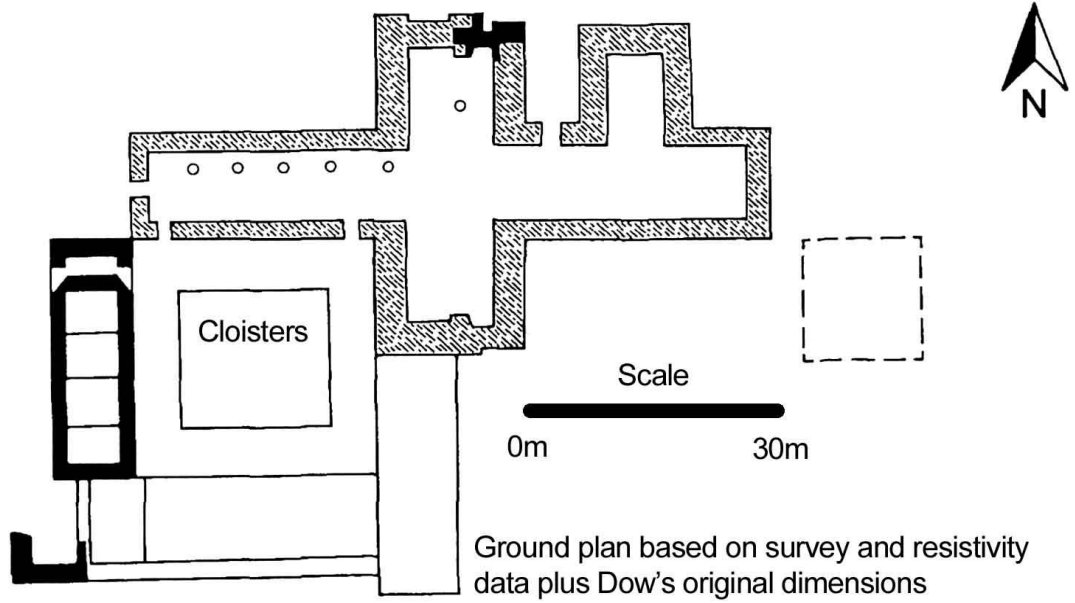 N
Cloisters
Scale
0m 30m
Ground plan based on survey and resistivity
data plus Dow's original dimensions